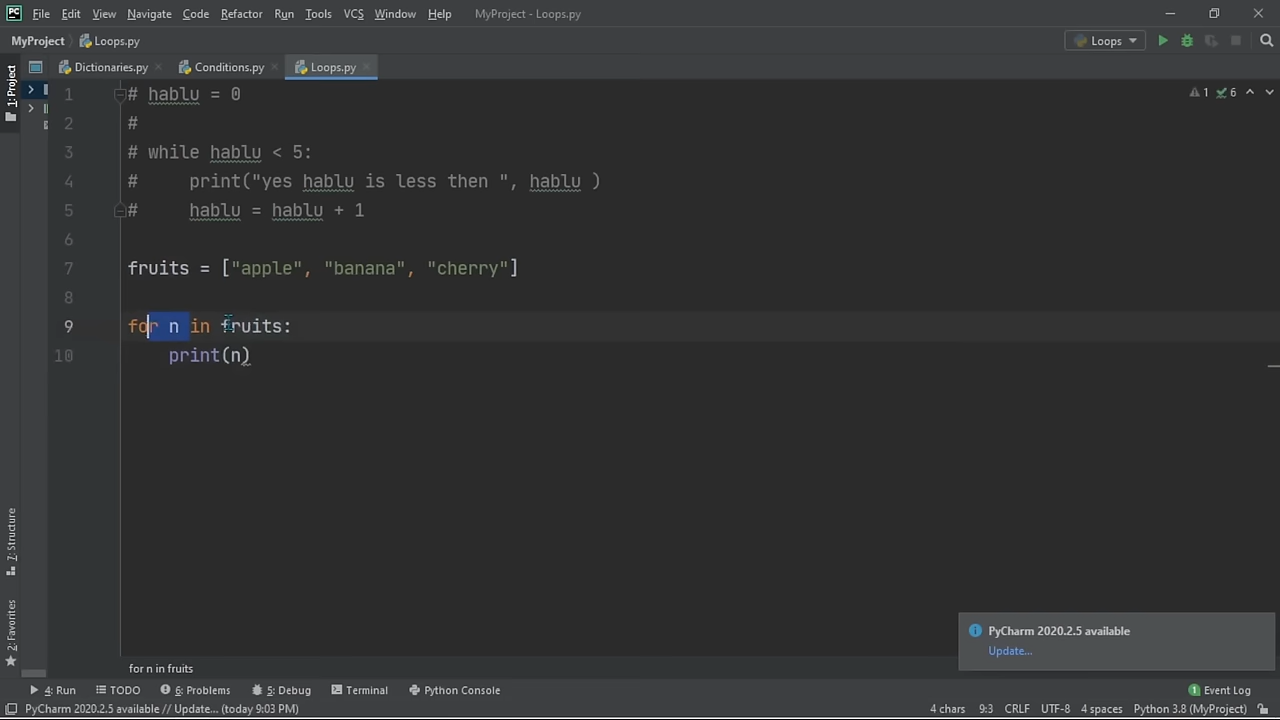 PC File Edit View Navigate Code Refactor Run Tools VCS Window Help MyProject - Loops.py
MyProject Loops.py Loops
1: Project
Dictionaries.py Conditions.py Loops.py
1 # hablu = 0 1 6
2 #
3 # while hablu < 5:
4 # print("yes hablu is less then ", hablu )
5 # hablu = hablu + 1
6
7 fruits = ["apple", "banana", "cherry"]
8
9 for n in fruits:
10 print(n)
7: Structure
2: Favorites
PyCharm 2020.2.5 available
Update...
for n in fruits
4: Run TODO 6: Problems 5: Debug Terminal Python Console 1 Event Log
PyCharm 2020.2.5 available // Update... (today 9:03 PM) 4 chars 9:3 CRLF UTF-8 4 spaces Python 3.8 (MyProject)